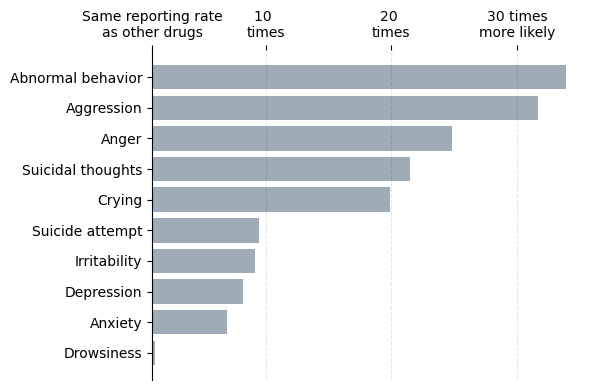 Same reporting rate
as other drugs
10
times
20
times
30 times
more likely
Abnormal behavior
Aggression
Anger
Suicidal thoughts
Crying
Suicide attempt
Irritability
Depression
Anxiety
Drowsiness